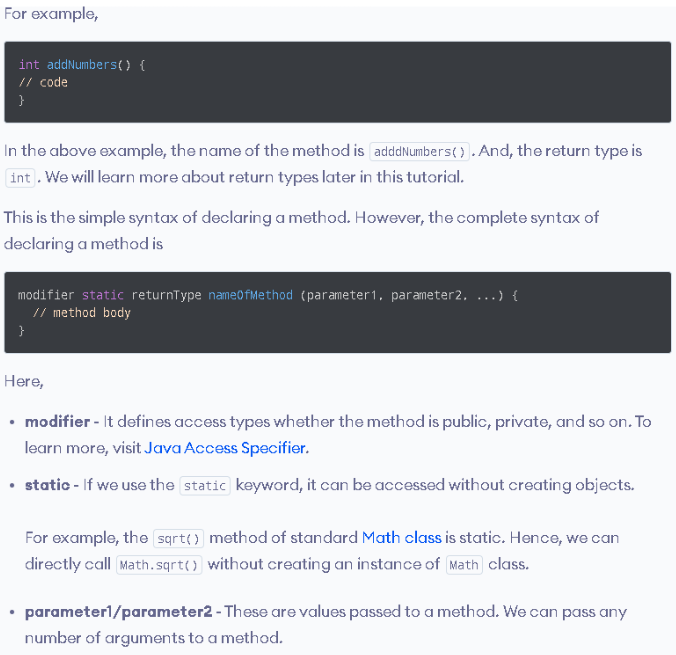 For example,
int addNumbers() {
// code
}
In the above example, the name of the method is adddNumbers(). And, the return type is
int. We will learn more about return types later in this tutorial.
This is the simple syntax of declaring a method. However, the complete syntax of
declaring a method is
modifier static returnType nameOfMethod (parameter1, parameter2, ...) {
  // method body
}
Here,
• modifier - It defines access types whether the method is public, private, and so on. To
learn more, visit Java Access Specifier.
• static - If we use the static keyword, it can be accessed without creating objects.
For example, the sqrt() method of standard Math class is static. Hence, we can
directly call Math.sqrt() without creating an instance of Math class.
• parameter1/parameter2 - These are values passed to a method. We can pass any
number of arguments to a method.